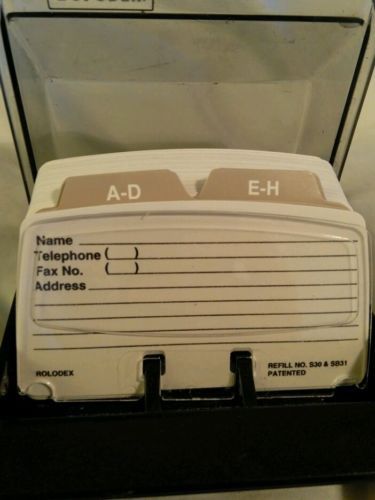 A-D
E-H
Name
Telephone ( )
Fax No. ( )
Address
ROLODEX
REFILL NO. S30 & SB31
PATENTED